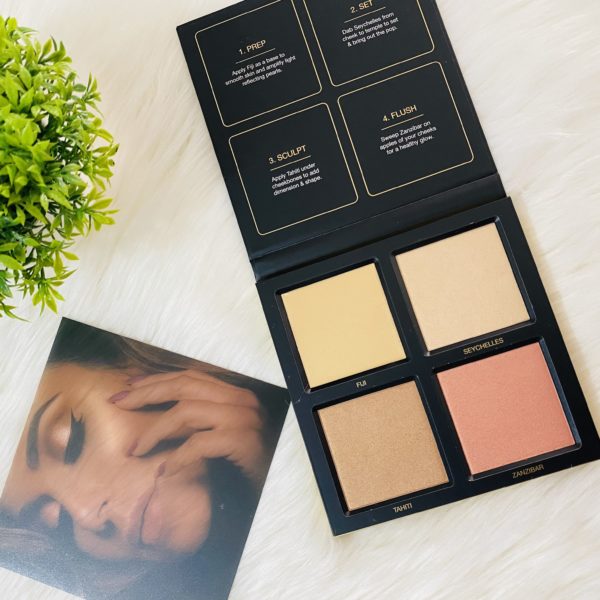 1. PREP
Apply Fiji as a base to
smooth skin and amplify light
reflecting pearls.
2. SET
Dab Seychelles from
cheek to temple to set
& bring out the pop.
3. SCULPT
Apply Tahiti under
cheekbones to add
dimension & shape.
4. FLUSH
Sweep Zanzibar on
apples of your cheeks
for a healthy glow.
FIJI
SEYCHELLES
TAHITI
ZANZIBAR